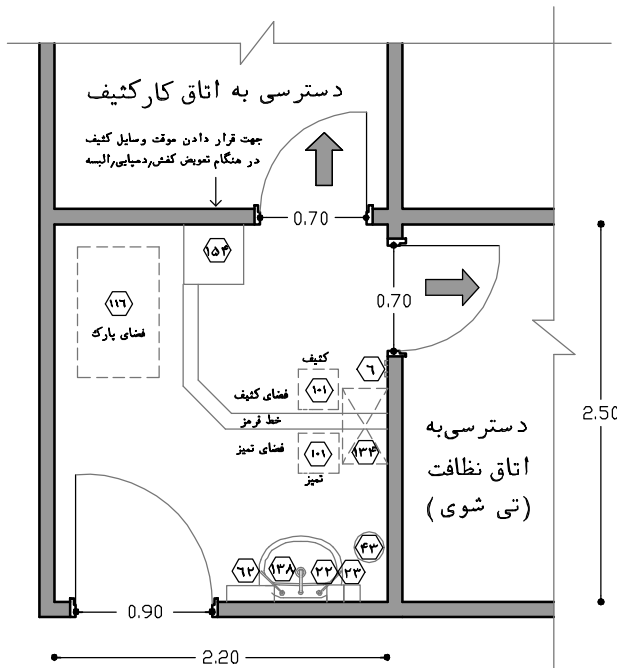 دسترسی به اتاق کارکثیف
جهت قرار دادن موقت وسایل کثیف
در هنگام تعویض کفش٫دمپایی٫البسه
0.70
۱۵۴
0.70
۱۱۶
فضای پارک
2.50
کثیف
۶
۱۰۱
فضای کثیف
خط قرمز
فضای تمیز
۱۰۱
۱۳۴
تمیز
دسترسی‌به
اتاق نظافت
(تی شوی)
۴۳
۶۲
۱۳۸
۲۲
۲۳
0.90
2.20